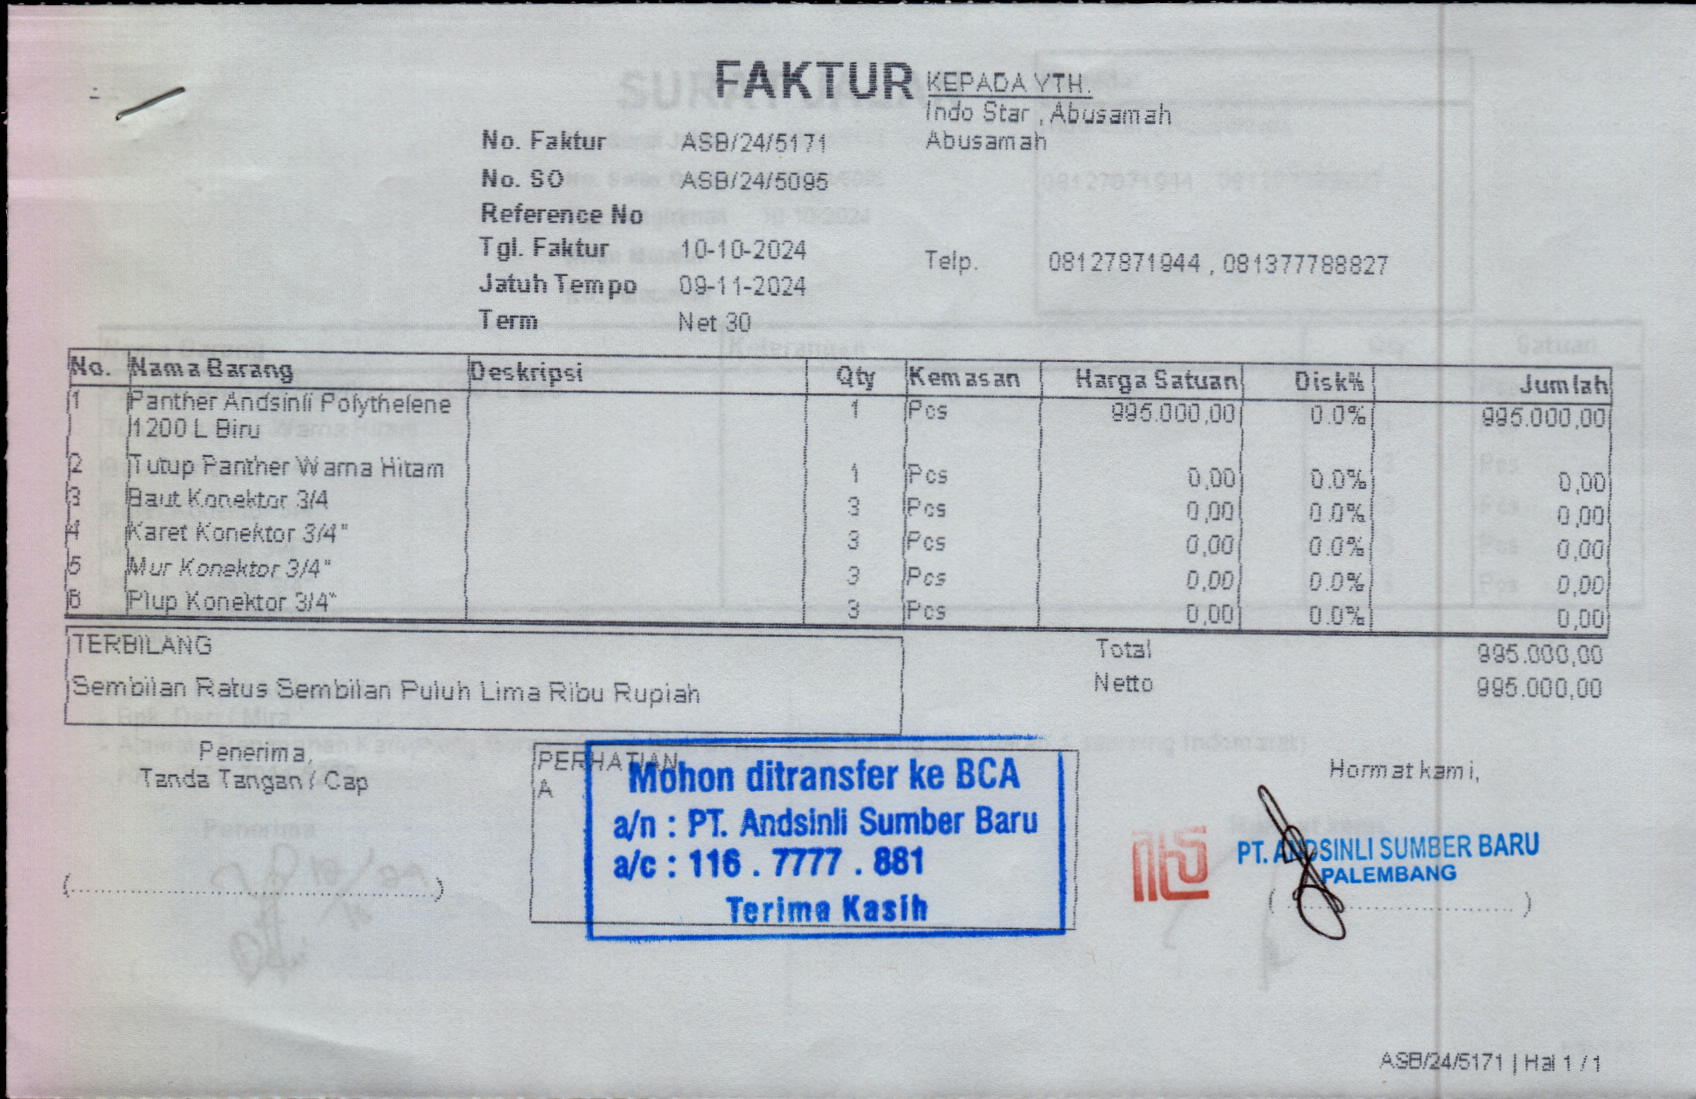 FAKTUR
KEPADA YTH.
Indo Star , Abusamah
Abusamah
No. Faktur ASB/24/5171
No. SO ASB/24/5095
Reference No
Tgl. Faktur 10-10-2024
Telp. 08127871944 , 081377788827
Jatuh Tempo 09-11-2024
Term Net 30
No. Nama Barang Deskripsi Qty Kemasan Harga Satuan Disk% Jumlah
1 Panther Andsinli Polythelene 1 Pcs 995.000,00 0.0% 995.000,00
1200 L Biru
2 Tutup Panther Warna Hitam 1 Pcs 0,00 0.0% 0,00
3 Baut Konektor 3/4 3 Pcs 0,00 0.0% 0,00
4 Karet Konektor 3/4" 3 Pcs 0,00 0.0% 0,00
5 Mur Konektor 3/4" 3 Pcs 0,00 0.0% 0,00
6 Plup Konektor 3/4" 3 Pcs 0,00 0.0% 0,00
TERBILANG
Sembilan Ratus Sembilan Puluh Lima Ribu Rupiah
Total 995.000,00
Netto 995.000,00
Penerima,
Tanda Tangan / Cap
PERHATIAN
A
Mohon ditransfer ke BCA
a/n : PT. Andsinli Sumber Baru
a/c : 116 . 7777 . 881
Terima Kasih
Hormat kami,
PT. ANDSINLI SUMBER BARU
PALEMBANG
ASB/24/5171 | Hal 1 / 1